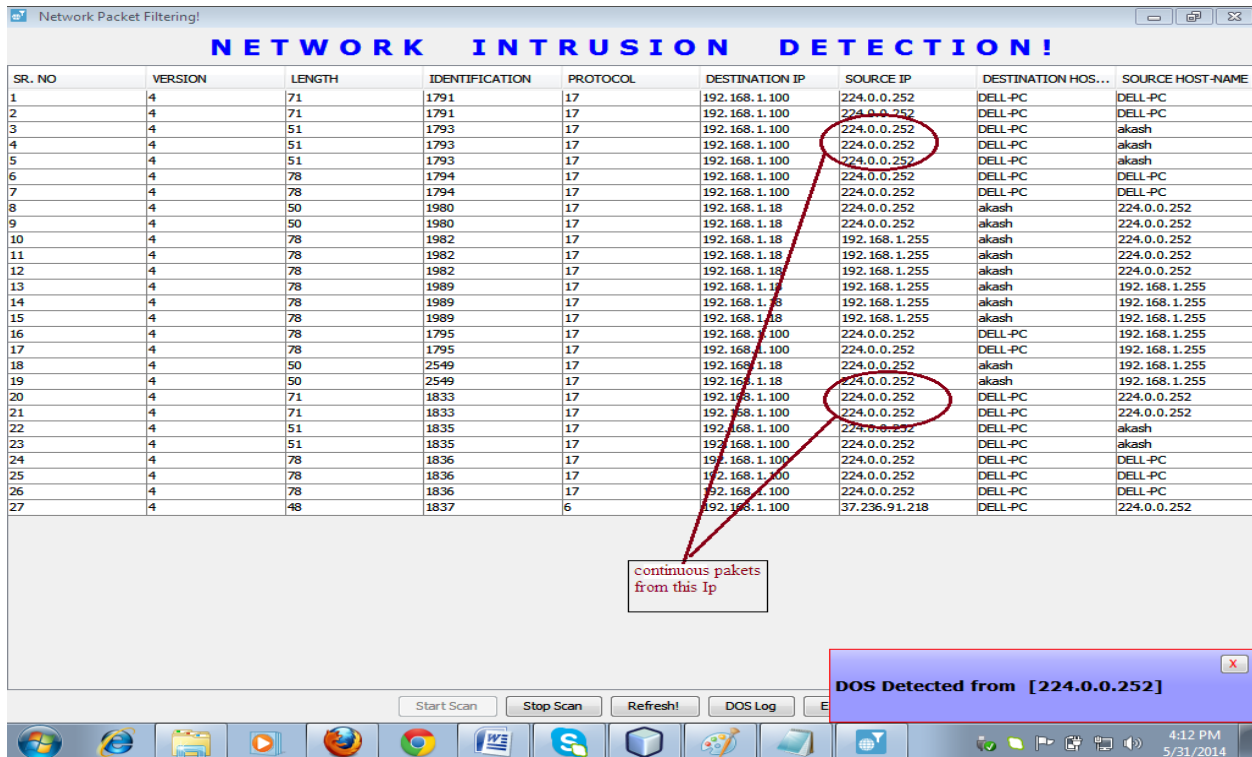 Network Packet Filtering!
NETWORK INTRUSION DETECTION!
SR. NO VERSION LENGTH IDENTIFICATION PROTOCOL DESTINATION IP SOURCE IP DESTINATION HOS... SOURCE HOST-NAME
1 4 71 1791 17 192.168.1.100 224.0.0.252 DELL-PC DELL-PC
2 4 71 1791 17 192.168.1.100 224.0.0.252 DELL-PC DELL-PC
3 4 51 1793 17 192.168.1.100 224.0.0.252 DELL-PC akash
4 4 51 1793 17 192.168.1.100 224.0.0.252 DELL-PC akash
5 4 51 1793 17 192.168.1.100 224.0.0.252 DELL-PC akash
6 4 78 1794 17 192.168.1.100 224.0.0.252 DELL-PC DELL-PC
7 4 78 1794 17 192.168.1.100 224.0.0.252 DELL-PC DELL-PC
8 4 50 1980 17 192.168.1.18 224.0.0.252 akash 224.0.0.252
9 4 50 1980 17 192.168.1.18 224.0.0.252 akash 224.0.0.252
10 4 78 1982 17 192.168.1.18 192.168.1.255 akash 224.0.0.252
11 4 78 1982 17 192.168.1.18 192.168.1.255 akash 224.0.0.252
12 4 78 1982 17 192.168.1.18 192.168.1.255 akash 224.0.0.252
13 4 78 1989 17 192.168.1.18 192.168.1.255 akash 192.168.1.255
14 4 78 1989 17 192.168.1.18 192.168.1.255 akash 192.168.1.255
15 4 78 1989 17 192.168.1.18 192.168.1.255 akash 192.168.1.255
16 4 78 1795 17 192.168.1.100 224.0.0.252 DELL-PC 192.168.1.255
17 4 78 1795 17 192.168.1.100 224.0.0.252 DELL-PC 192.168.1.255
18 4 50 2549 17 192.168.1.18 224.0.0.252 akash 192.168.1.255
19 4 50 2549 17 192.168.1.18 224.0.0.252 akash 192.168.1.255
20 4 71 1833 17 192.168.1.100 224.0.0.252 DELL-PC 224.0.0.252
21 4 71 1833 17 192.168.1.100 224.0.0.252 DELL-PC 224.0.0.252
22 4 51 1835 17 192.168.1.100 224.0.0.252 DELL-PC akash
23 4 51 1835 17 192.168.1.100 224.0.0.252 DELL-PC akash
24 4 78 1836 17 192.168.1.100 224.0.0.252 DELL-PC DELL-PC
25 4 78 1836 17 192.168.1.100 224.0.0.252 DELL-PC DELL-PC
26 4 78 1836 17 192.168.1.100 224.0.0.252 DELL-PC DELL-PC
27 4 48 1837 6 192.168.1.100 37.236.91.218 DELL-PC 224.0.0.252
continuous pakets
from this Ip
X
DOS Detected from [224.0.0.252]
Start Scan Stop Scan Refresh! DOS Log E
4:12 PM
5/31/2014